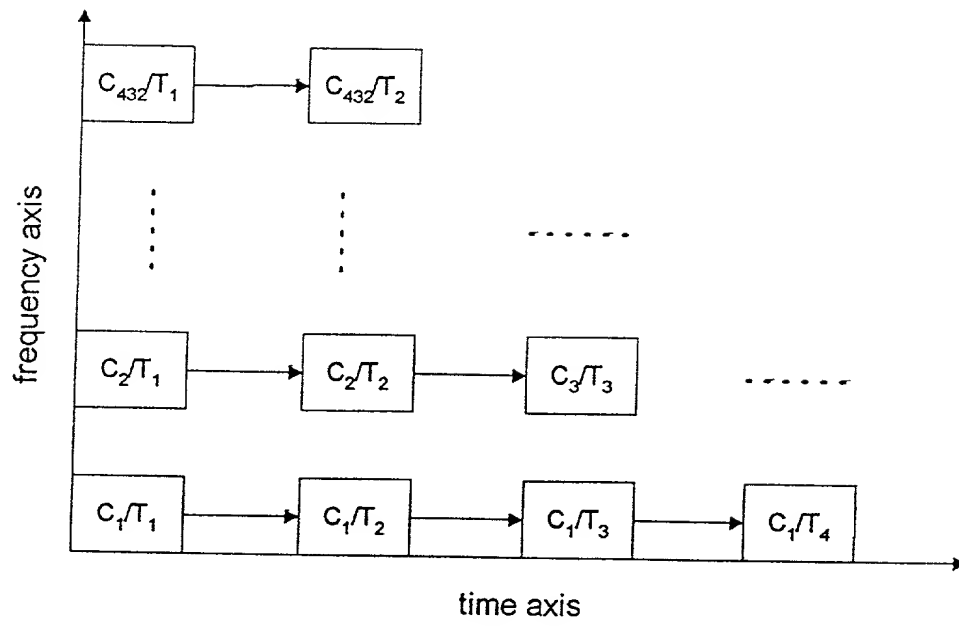 C432/T1 C432/T2
frequency axis
C2/T1 C2/T2 C3/T3
C1/T1 C1/T2 C1/T3 C1/T4
time axis